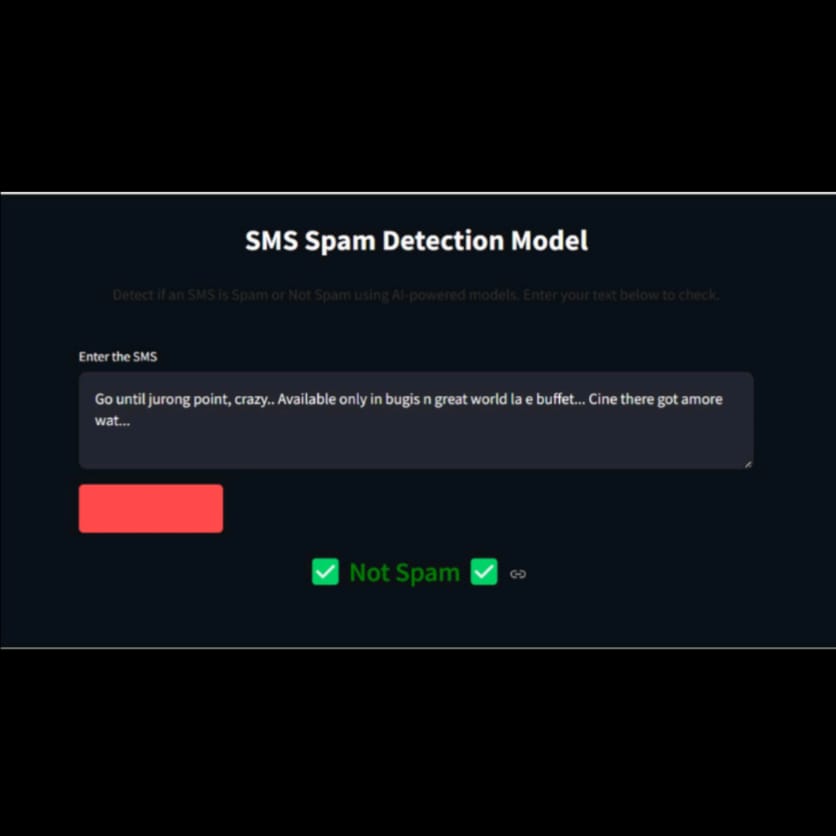 SMS Spam Detection Model
Detect if an SMS is Spam or Not Spam using AI-powered models. Enter your text below to check.
Enter the SMS
Go until jurong point, crazy.. Available only in bugis n great world la e buffet... Cine there got amore
wat...
Not Spam